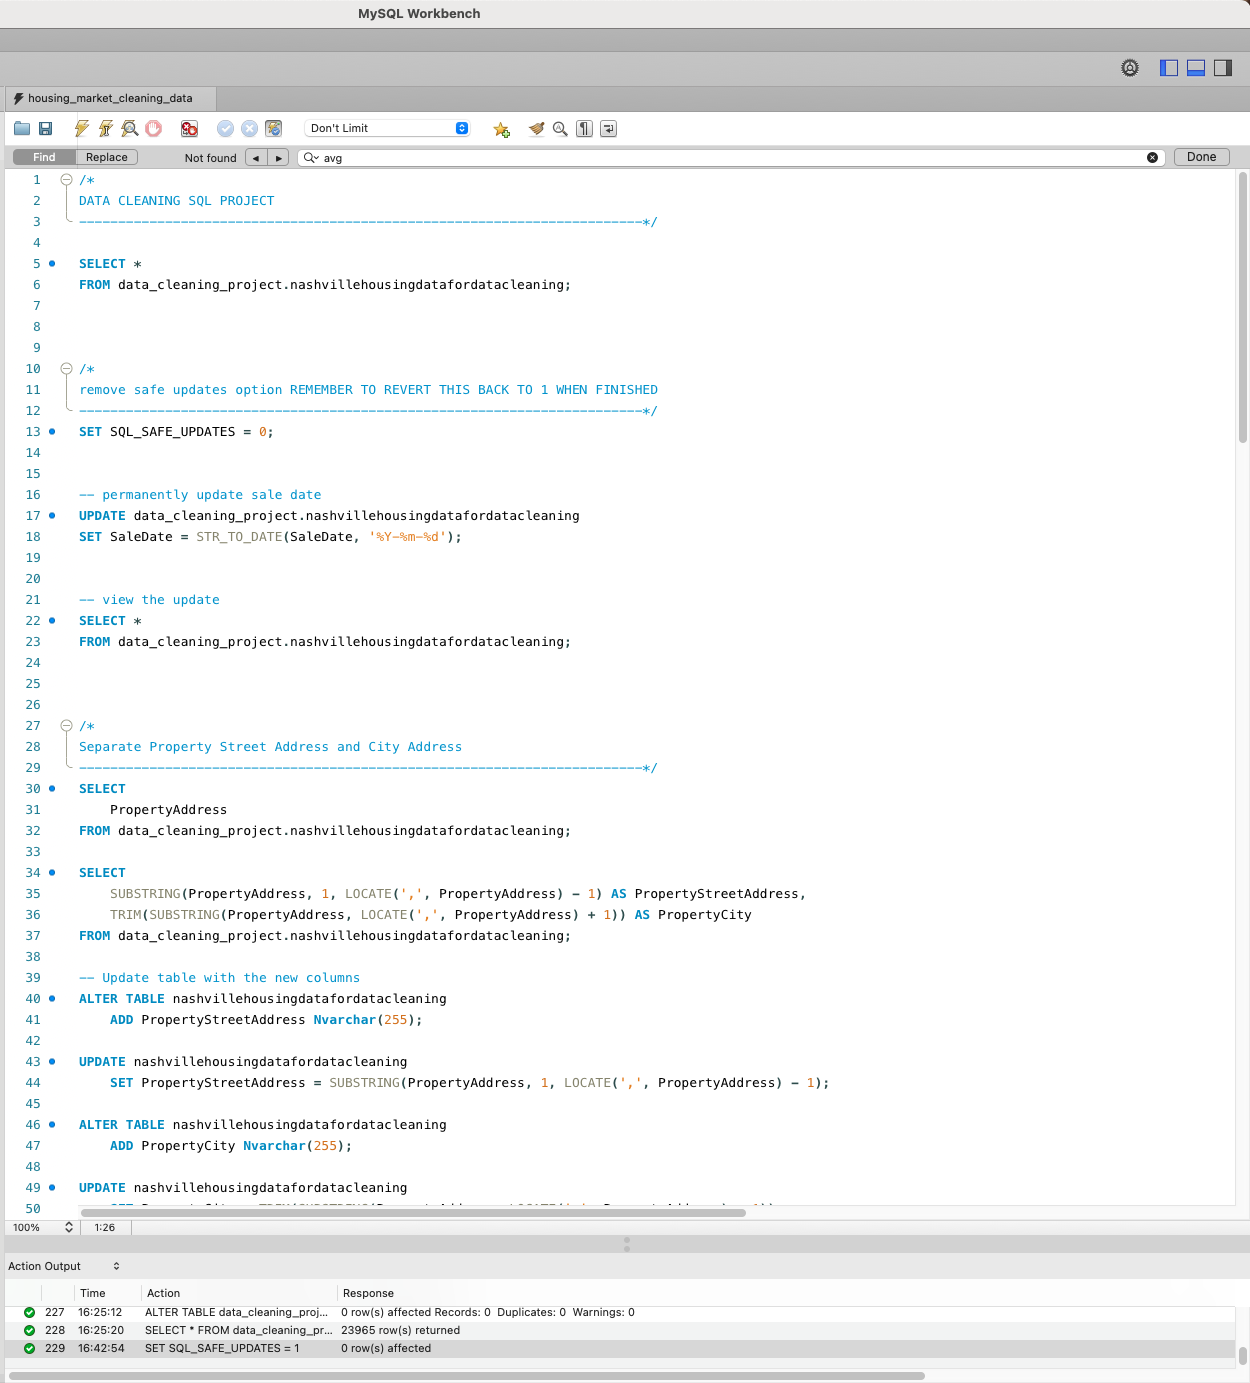 MySQL Workbench
housing_market_cleaning_data
Don't Limit
Find Replace Not found avg Done
1 /*
2 DATA CLEANING SQL PROJECT
3 ------------------------------------------------------------------------*/
4
5 SELECT *
6 FROM data_cleaning_project.nashvillehousingdatafordatacleaning;
7
8
9
10 /*
11 remove safe updates option REMEMBER TO REVERT THIS BACK TO 1 WHEN FINISHED
12 ------------------------------------------------------------------------*/
13 SET SQL_SAFE_UPDATES = 0;
14
15
16 -- permanently update sale date
17 UPDATE data_cleaning_project.nashvillehousingdatafordatacleaning
18 SET SaleDate = STR_TO_DATE(SaleDate, '%Y-%m-%d');
19
20
21 -- view the update
22 SELECT *
23 FROM data_cleaning_project.nashvillehousingdatafordatacleaning;
24
25
26
27 /*
28 Separate Property Street Address and City Address
29 ------------------------------------------------------------------------*/
30 SELECT
31 PropertyAddress
32 FROM data_cleaning_project.nashvillehousingdatafordatacleaning;
33
34 SELECT
35 SUBSTRING(PropertyAddress, 1, LOCATE(',', PropertyAddress) - 1) AS PropertyStreetAddress,
36 TRIM(SUBSTRING(PropertyAddress, LOCATE(',', PropertyAddress) + 1)) AS PropertyCity
37 FROM data_cleaning_project.nashvillehousingdatafordatacleaning;
38
39 -- Update table with the new columns
40 ALTER TABLE nashvillehousingdatafordatacleaning
41 ADD PropertyStreetAddress Nvarchar(255);
42
43 UPDATE nashvillehousingdatafordatacleaning
44 SET PropertyStreetAddress = SUBSTRING(PropertyAddress, 1, LOCATE(',', PropertyAddress) - 1);
45
46 ALTER TABLE nashvillehousingdatafordatacleaning
47 ADD PropertyCity Nvarchar(255);
48
49 UPDATE nashvillehousingdatafordatacleaning
50
100% 1:26
Action Output
Time Action Response
227 16:25:12 ALTER TABLE data_cleaning_proj... 0 row(s) affected Records: 0 Duplicates: 0 Warnings: 0
228 16:25:20 SELECT * FROM data_cleaning_pr... 23965 row(s) returned
229 16:42:54 SET SQL_SAFE_UPDATES = 1 0 row(s) affected